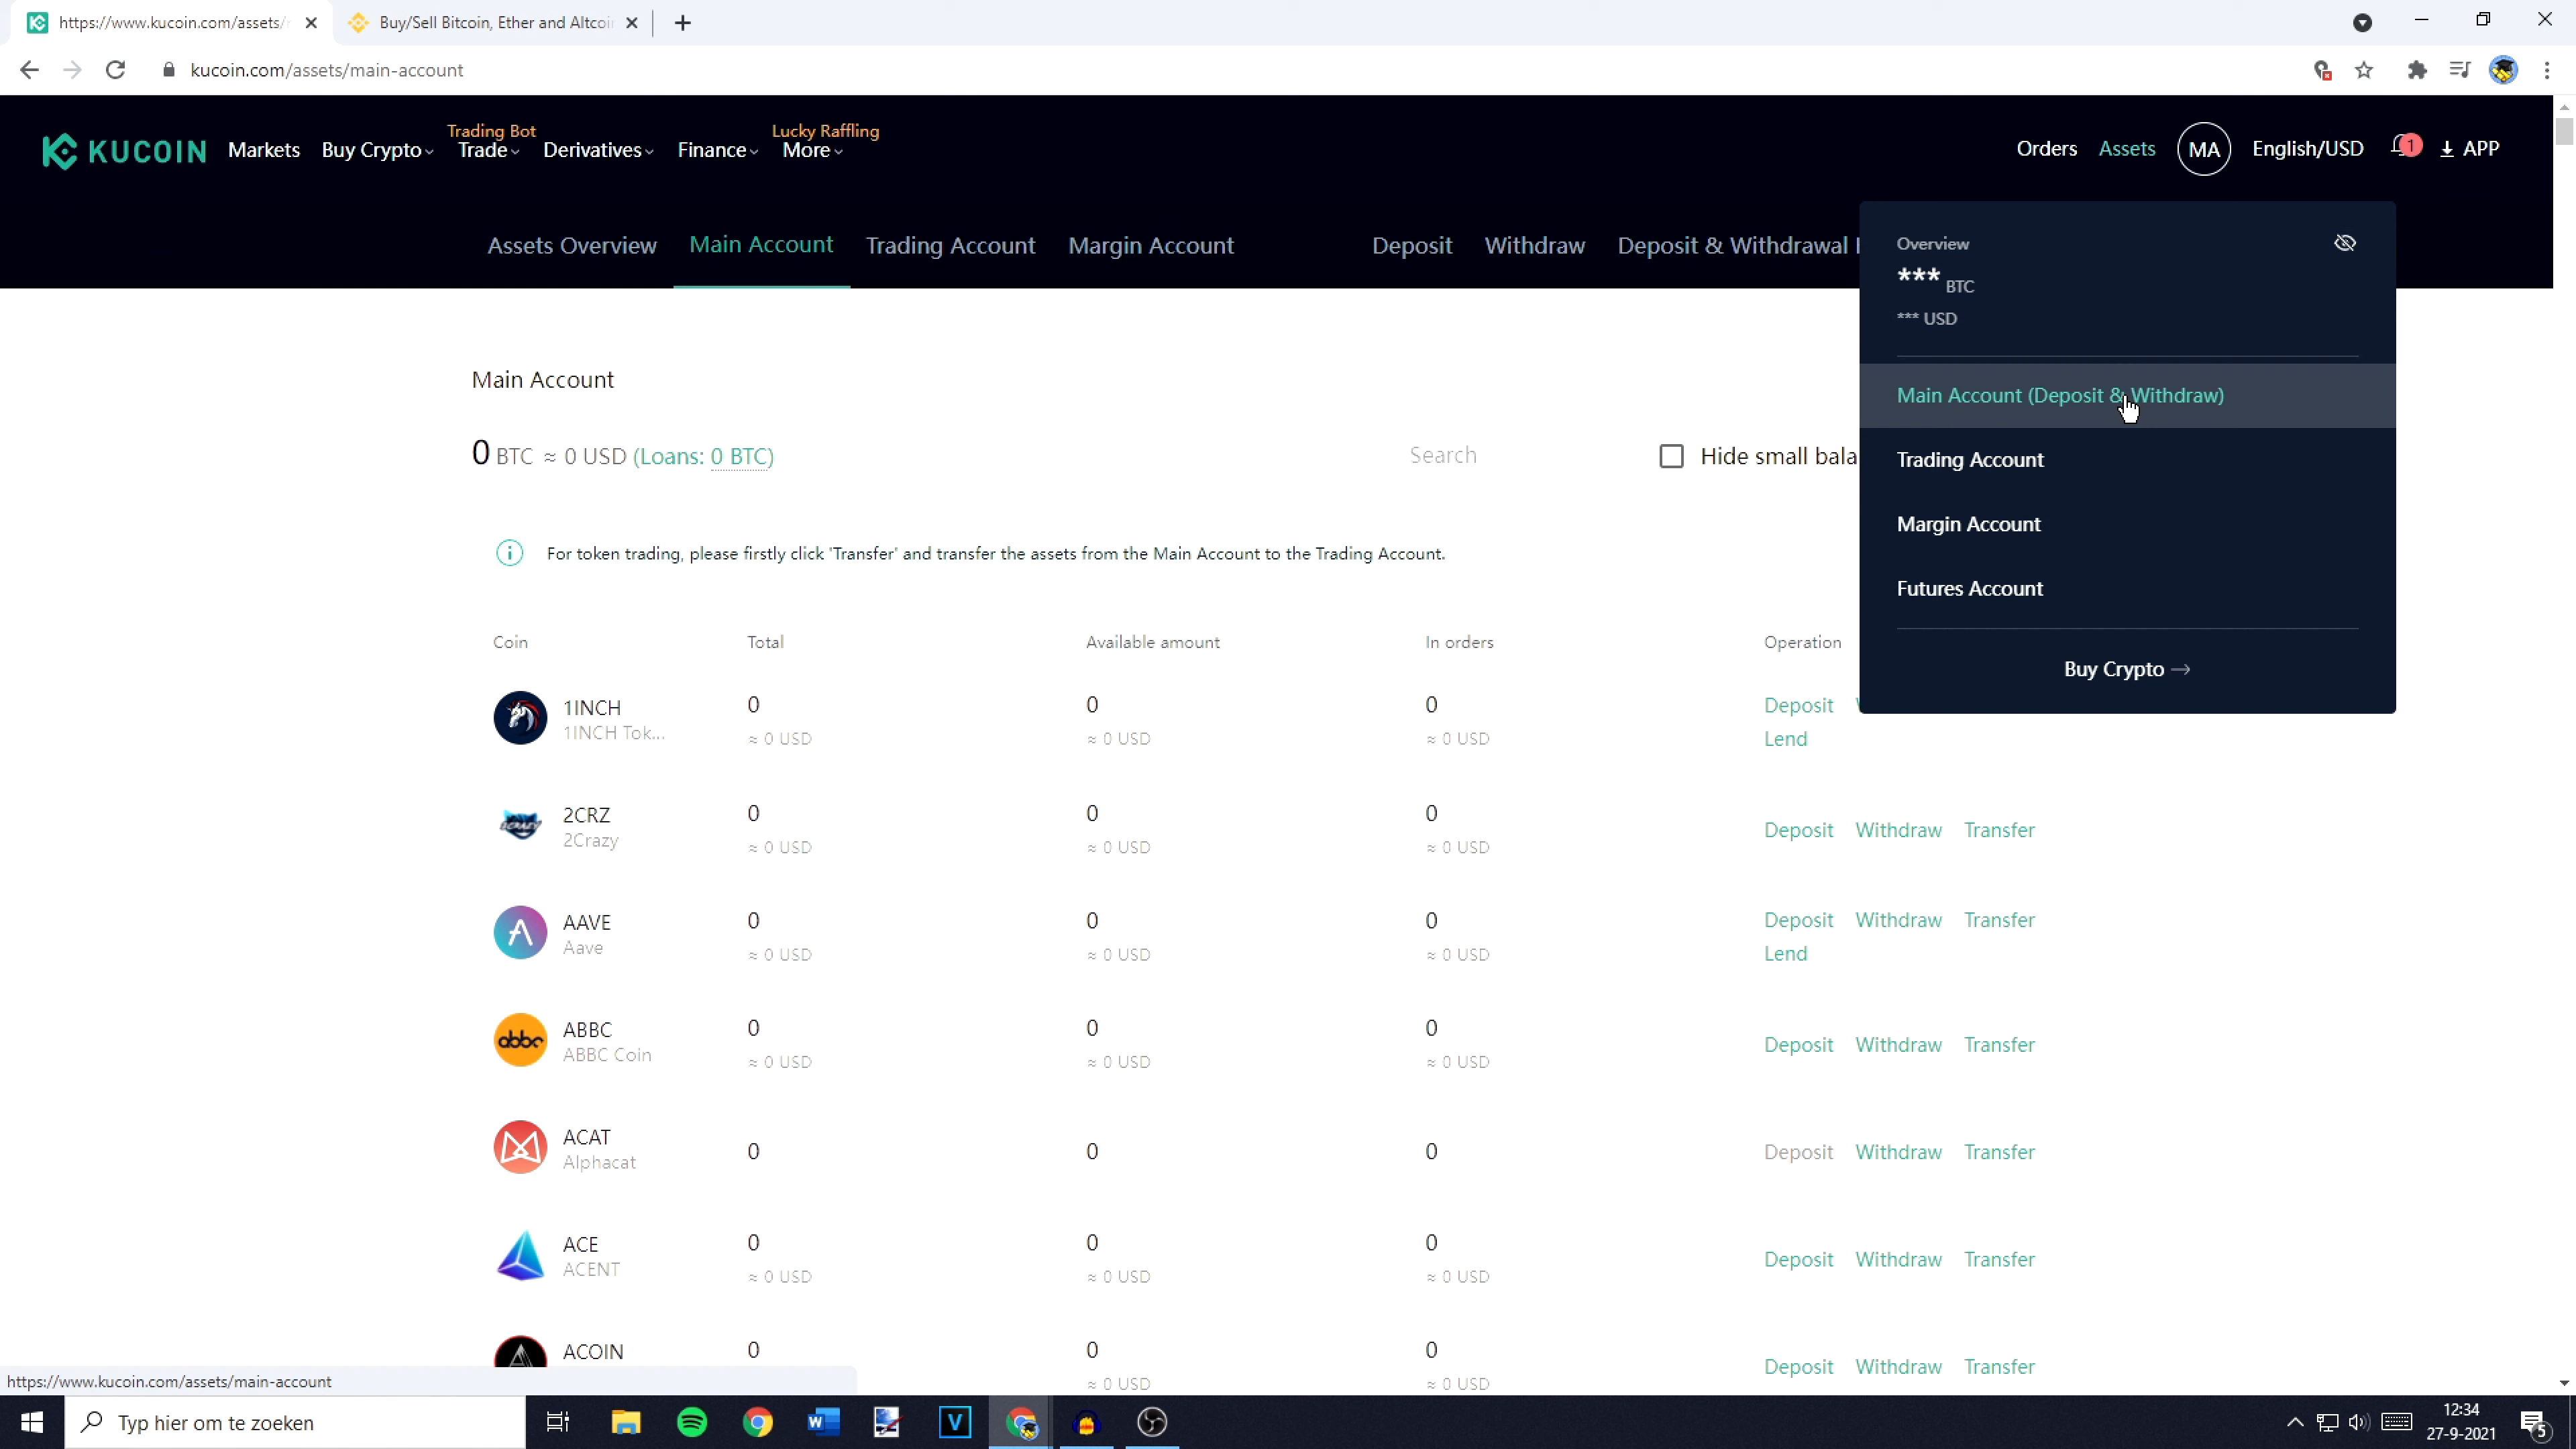 https://www.kucoin.com/assets/
Buy/Sell Bitcoin, Ether and Altcoi
kucoin.com/assets/main-account
KUCOIN
Markets
Buy Crypto
Trading Bot
Trade
Derivatives
Finance
Lucky Raffling
More
Orders
Assets
MA
English/USD
1
APP
Assets Overview
Main Account
Trading Account
Margin Account
Deposit
Withdraw
Deposit & Withdrawal
Overview
*** BTC
*** USD
Main Account (Deposit & Withdraw)
Trading Account
Margin Account
Futures Account
Buy Crypto →
Main Account
0 BTC ≈ 0 USD (Loans: 0 BTC)
Search
Hide small bala
For token trading, please firstly click 'Transfer' and transfer the assets from the Main Account to the Trading Account.
Coin Total Available amount In orders Operation
1INCH 0 0 0 Deposit
1INCH Tok... ≈ 0 USD ≈ 0 USD ≈ 0 USD Lend
2CRZ 0 0 0
2Crazy ≈ 0 USD ≈ 0 USD ≈ 0 USD
Deposit Withdraw Transfer
AAVE 0 0 0 Deposit Withdraw Transfer
Aave ≈ 0 USD ≈ 0 USD ≈ 0 USD Lend
abbc
ABBC 0 0 0
ABBC Coin ≈ 0 USD ≈ 0 USD ≈ 0 USD
Deposit Withdraw Transfer
ACAT
Alphacat
0 0 0 Deposit Withdraw Transfer
ACE 0 0 0
ACENT ≈ 0 USD ≈ 0 USD ≈ 0 USD
Deposit Withdraw Transfer
ACOIN 0 0 0
≈ 0 USD ≈ 0 USD
Deposit Withdraw Transfer
https://www.kucoin.com/assets/main-account
Typ hier om te zoeken
W
V
12:34
27-9-2021
5